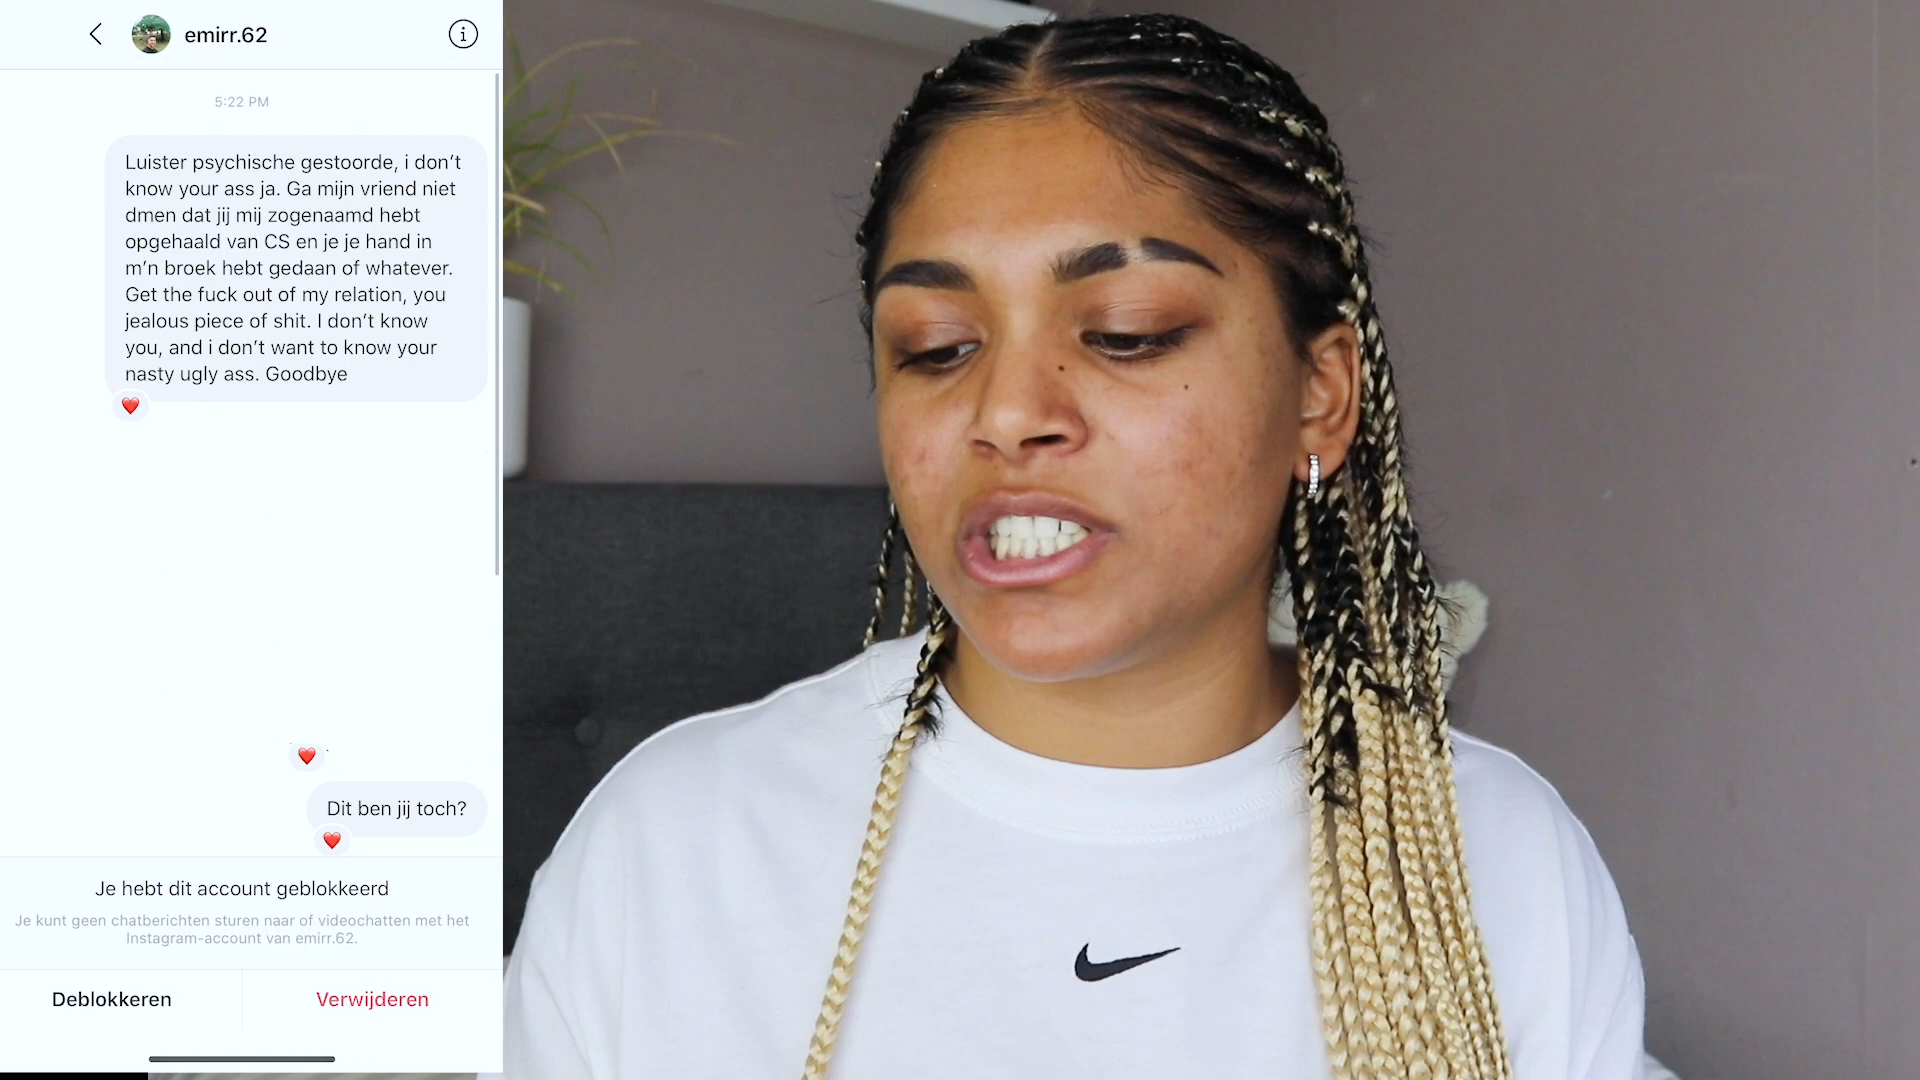 emirr.62
5:22 PM
Luister psychische gestoorde, i don't
know your ass ja. Ga mijn vriend niet
dmen dat jij mij zogenaamd hebt
opgehaald van CS en je je hand in
m'n broek hebt gedaan of whatever.
Get the fuck out of my relation, you
jealous piece of shit. I don't know
you, and i don't want to know your
nasty ugly ass. Goodbye
Dit ben jij toch?
Je hebt dit account geblokkeerd
Je kunt geen chatberichten sturen naar of videochatten met het
Instagram-account van emirr.62.
Deblokkeren
Verwijderen